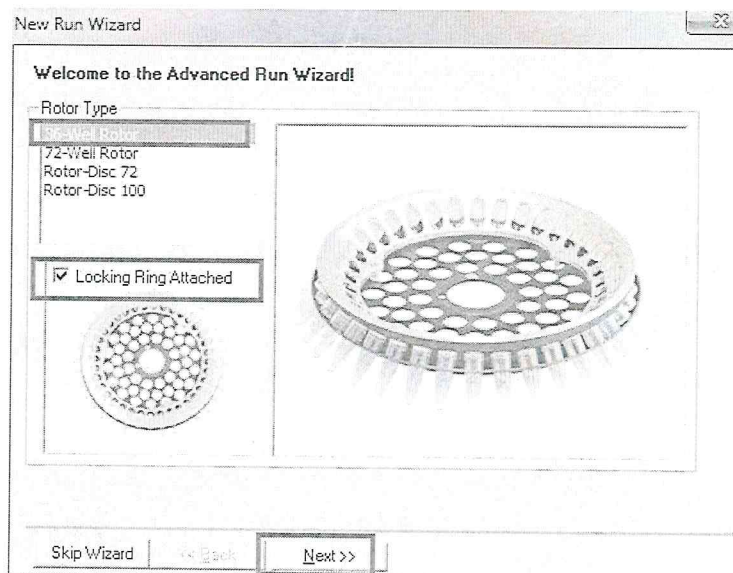 New Run Wizard
Welcome to the Advanced Run Wizard!
Rotor Type
36-Well Rotor
72-Well Rotor
Rotor-Disc 72
Rotor-Disc 100
Locking Ring Attached
Skip Wizard
<< Back
Next >>